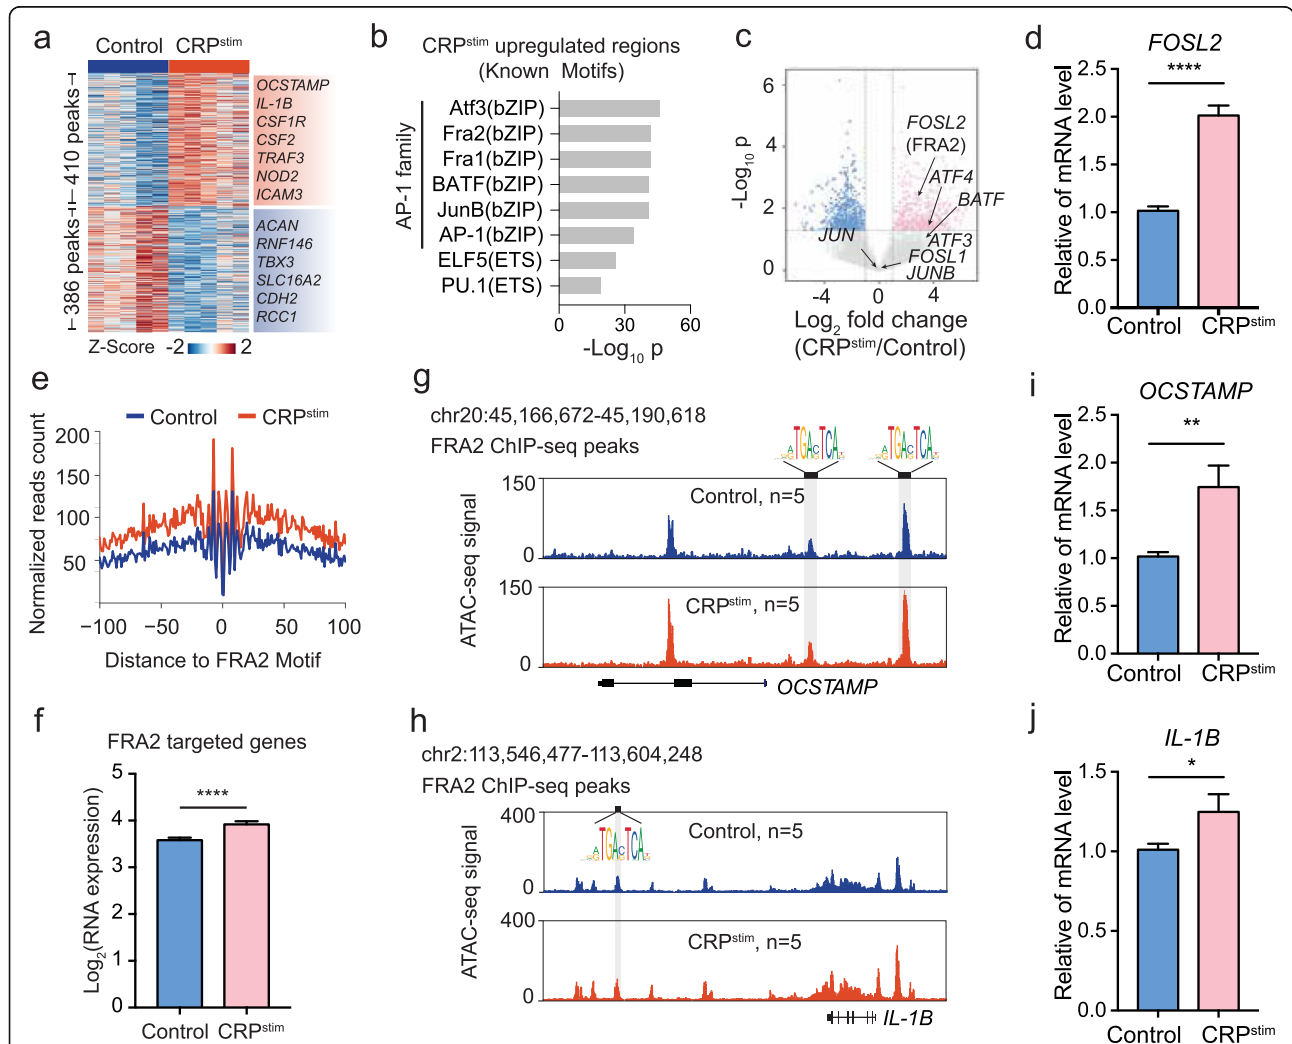 a
Control CRPstim
410 peaks
386 peaks
OCSTAMP
IL-1B
CSF1R
CSF2
TRAF3
NOD2
ICAM3
ACAN
RNF146
TBX3
SLC16A2
CDH2
RCC1
Z-Score -2 2
b
CRPstim upregulated regions
(Known Motifs)
AP-1 family
Atf3(bZIP)
Fra2(bZIP)
Fra1(bZIP)
BATF(bZIP)
JunB(bZIP)
AP-1(bZIP)
ELF5(ETS)
PU.1(ETS)
0 30 60
-Log10 p
c
-Log10 p
6
4
2
0
FOSL2
(FRA2)
ATF4
BATF
JUN
ATF3
FOSL1
JUNB
-4 0 4
Log2 fold change
(CRPstim/Control)
d
FOSL2
****
Relative of mRNA level
2.5
2.0
1.5
1.0
0.5
0.0
Control CRPstim
e
Control CRPstim
Normalized reads count
200
150
100
50
−100 −50 0 50 100
Distance to FRA2 Motif
f
FRA2 targeted genes
****
Log2(RNA expression)
5
4
3
2
1
0
Control CRPstim
g
chr20:45,166,672-45,190,618
FRA2 ChIP-seq peaks
ATGAGTCA ATGAGTCA
ATAC-seq signal
150
0
Control, n=5
150
0
CRPstim, n=5
OCSTAMP
h
chr2:113,546,477-113,604,248
FRA2 ChIP-seq peaks
ATGAGTCA
ATAC-seq signal
400
0
Control, n=5
400
0
CRPstim, n=5
IL-1B
i
OCSTAMP
**
Relative of mRNA level
2.5
2.0
1.5
1.0
0.5
0.0
Control CRPstim
j
IL-1B
*
Relative of mRNA level
1.5
1.0
0.5
0.0
Control CRPstim